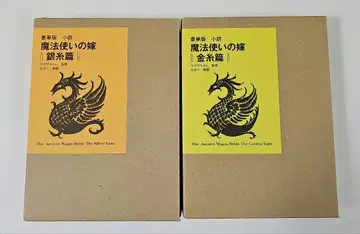 豪華版 小説
魔法使いの嫁
銀糸篇
The Ancient Magus Bride The Silver Yarn
豪華版 小説
魔法使いの嫁
金糸篇
The Ancient Magus Bride The Golden Yarn